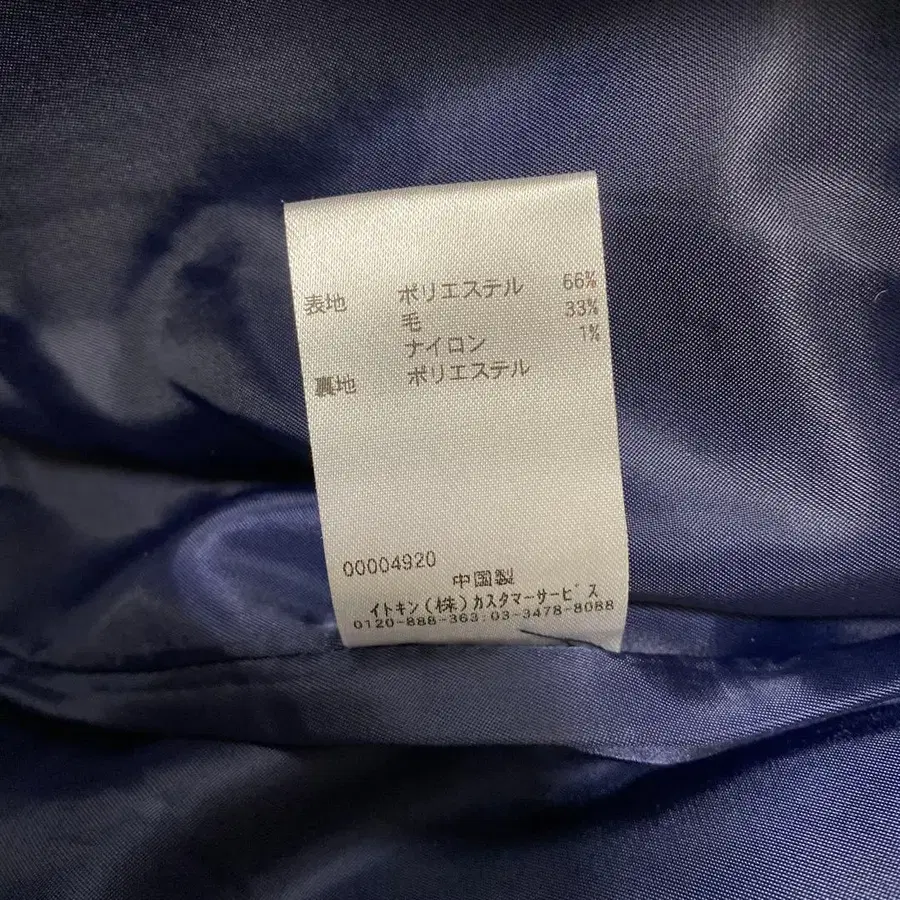 表地 ポリエステル 66%
毛 33%
ナイロン 1%
裏地 ポリエステル
00004920
中国製
イトキン(株)カスタマーサービス
0120-888-363:03-3478-8088